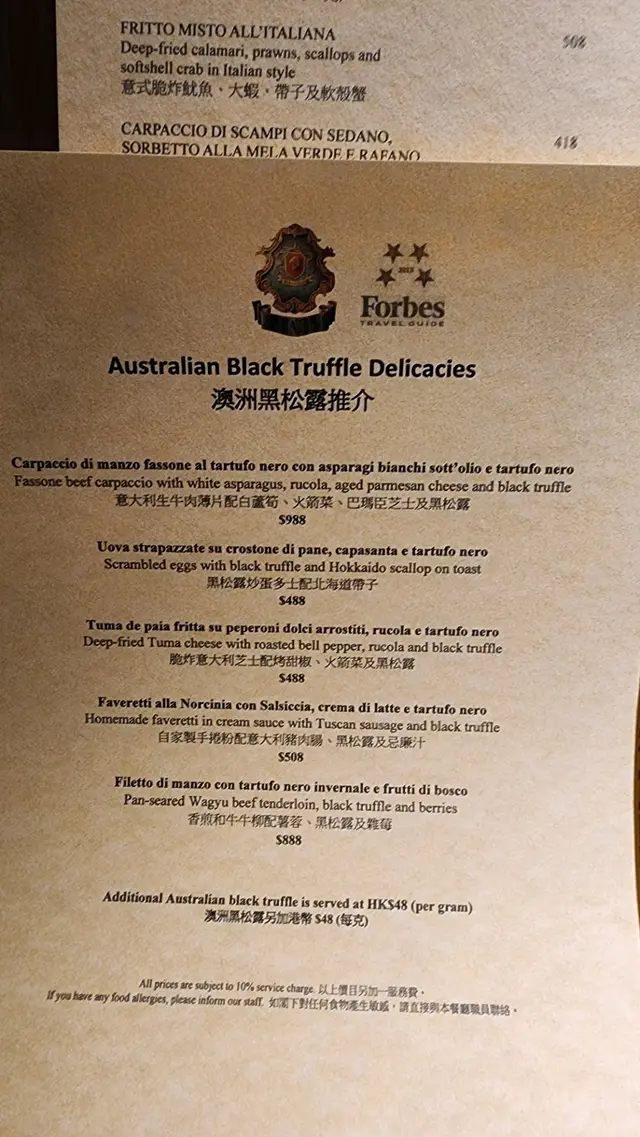 FRITTO MISTO ALL'ITALIANA
508
Deep-fried calamari, prawns, scallops and
softshell crab in Italian style
意式脆炸魷魚、大蝦、帶子及軟殼蟹
CARPACCIO DI SCAMPI CON SEDANO,
418
SORBETTO ALLA MELA VERDE E RAFANO
Forbes
TRAVEL GUIDE
Australian Black Truffle Delicacies
澳洲黑松露推介
Carpaccio di manzo fassone al tartufo nero con asparagi bianchi sott'olio e tartufo nero
Fassone beef carpaccio with white asparagus, rucola, aged parmesan cheese and black truffle
意大利生牛肉薄片配白蘆筍、火箭菜、巴瑪臣芝士及黑松露
$988
Uova strapazzate su crostone di pane, capasanta e tartufo nero
Scrambled eggs with black truffle and Hokkaido scallop on toast
黑松露炒蛋多士配北海道帶子
$488
Tuma de paia fritta su peperoni dolci arrostiti, rucola e tartufo nero
Deep-fried Tuma cheese with roasted bell pepper, rucola and black truffle
脆炸意大利芝士配烤甜椒、火箭菜及黑松露
$488
Faveretti alla Norcinia con Salsiccia, crema di latte e tartufo nero
Homemade faveretti in cream sauce with Tuscan sausage and black truffle
自家製手捲粉配意大利豬肉腸、黑松露及忌廉汁
$508
Filetto di manzo con tartufo nero invernale e frutti di bosco
Pan-seared Wagyu beef tenderloin, black truffle and berries
香煎和牛牛柳配薯蓉、黑松露及雜莓
$888
Additional Australian black truffle is served at HK$48 (per gram)
澳洲黑松露另加港幣 $48 (每克)
All prices are subject to 10% service charge. 以上價目另加一服務費。
If you have any food allergies, please inform our staff. 如閣下對任何食物產生敏感，請直接與本餐廳職員聯絡。